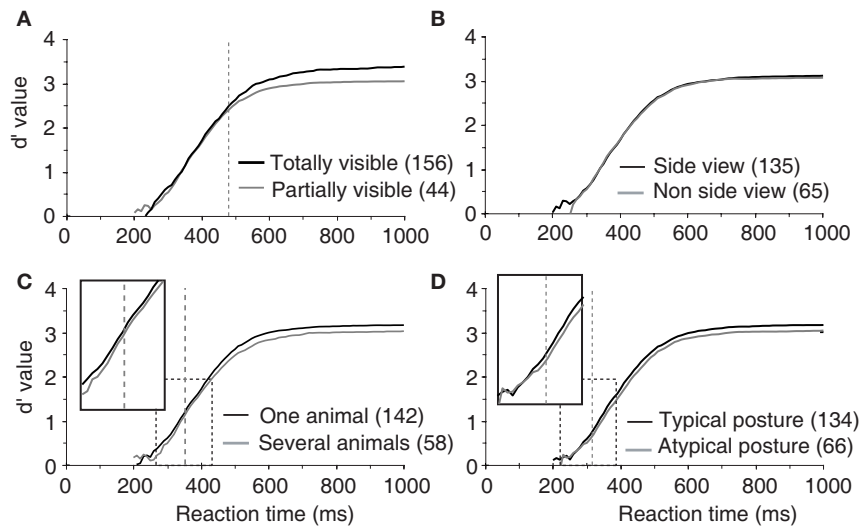 A
4
3
2
1
0
d' value
Totally visible (156)
Partially visible (44)
0 200 400 600 800 1000
B
4
3
2
1
0
Side view (135)
Non side view (65)
0 200 400 600 800 1000
C
4
3
2
1
0
d' value
One animal (142)
Several animals (58)
0 200 400 600 800 1000
Reaction time (ms)
D
4
3
2
1
0
Typical posture (134)
Atypical posture (66)
0 200 400 600 800 1000
Reaction time (ms)